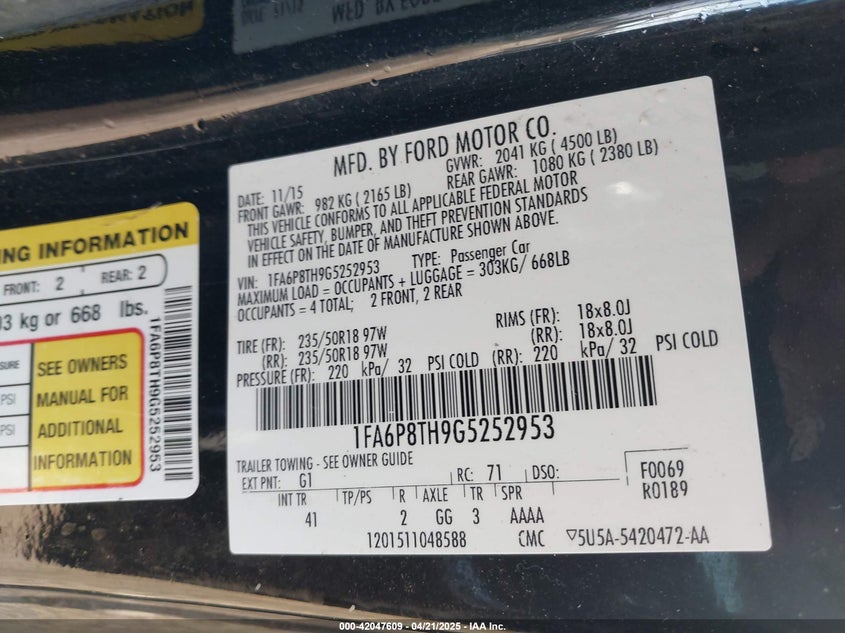 MFD. BY FORD MOTOR CO.
DATE: 11/15 GVWR: 2041 KG ( 4500 LB)
FRONT GAWR: 982 KG ( 2165 LB) REAR GAWR: 1080 KG ( 2380 LB)
THIS VEHICLE CONFORMS TO ALL APPLICABLE FEDERAL MOTOR
VEHICLE SAFETY, BUMPER, AND THEFT PREVENTION STANDARDS
IN EFFECT ON THE DATE OF MANUFACTURE SHOWN ABOVE.
VIN: 1FA6P8TH9G5252953 TYPE: Passenger Car
MAXIMUM LOAD = OCCUPANTS + LUGGAGE = 303KG/ 668LB
OCCUPANTS = 4 TOTAL; 2 FRONT, 2 REAR
TIRE (FR): 235/50R18 97W RIMS (FR): 18x8.0J
(RR): 235/50R18 97W (RR): 18x8.0J
PRESSURE (FR): 220 kPa/ 32 PSI COLD (RR): 220 kPa/ 32 PSI COLD
1FA6P8TH9G5252953
TRAILER TOWING - SEE OWNER GUIDE
EXT PNT: G1 RC: 71 DSO: F0069
R0189
INT TR TP/PS R AXLE TR SPR
41 2 GG 3 AAAA
1201511048588 CMC ▽5U5A-5420472-AA
INFORMATION
FRONT: 2 REAR: 2
kg or 668 lbs.
SEE OWNERS
MANUAL FOR
ADDITIONAL
INFORMATION
PSI
PSI
1FA6P8TH9G5252953
000-42047609 - 04/21/2025 - IAA Inc.